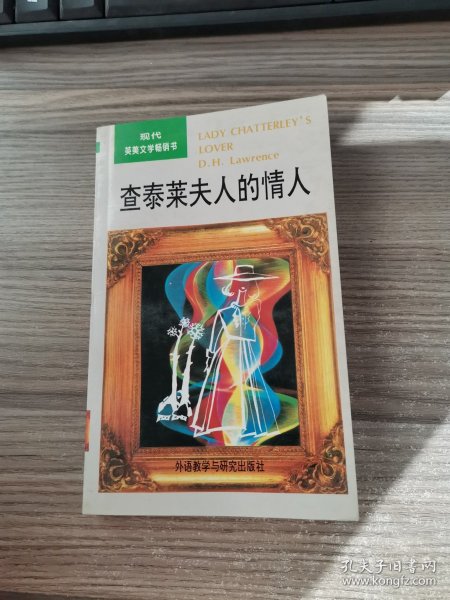 现代
英美文学畅销书
LADY CHATTERLEY'S
LOVER
D.H. Lawrence
查泰莱夫人的情人
外语教学与研究出版社
孔夫子旧书网
www.kongfz.com